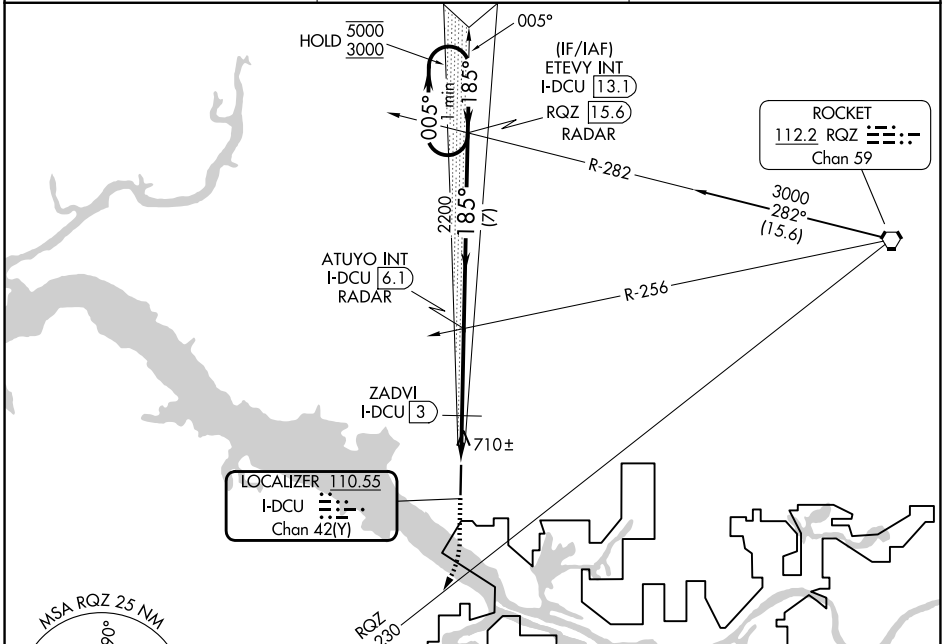 HOLD 5000
3000
005°
005°
1 min
185°
(IF/IAF)
ETEVY INT
I-DCU 13.1
RQZ 15.6
RADAR
ROCKET
112.2 RQZ
Chan 59
R-282
3000
282°
(15.6)
2200
185°
(7)
ATUYO INT
I-DCU 6.1
RADAR
R-256
ZADVI
I-DCU 3
710±
LOCALIZER 110.55
I-DCU
Chan 42(Y)
MSA RQZ 25 NM
RQZ